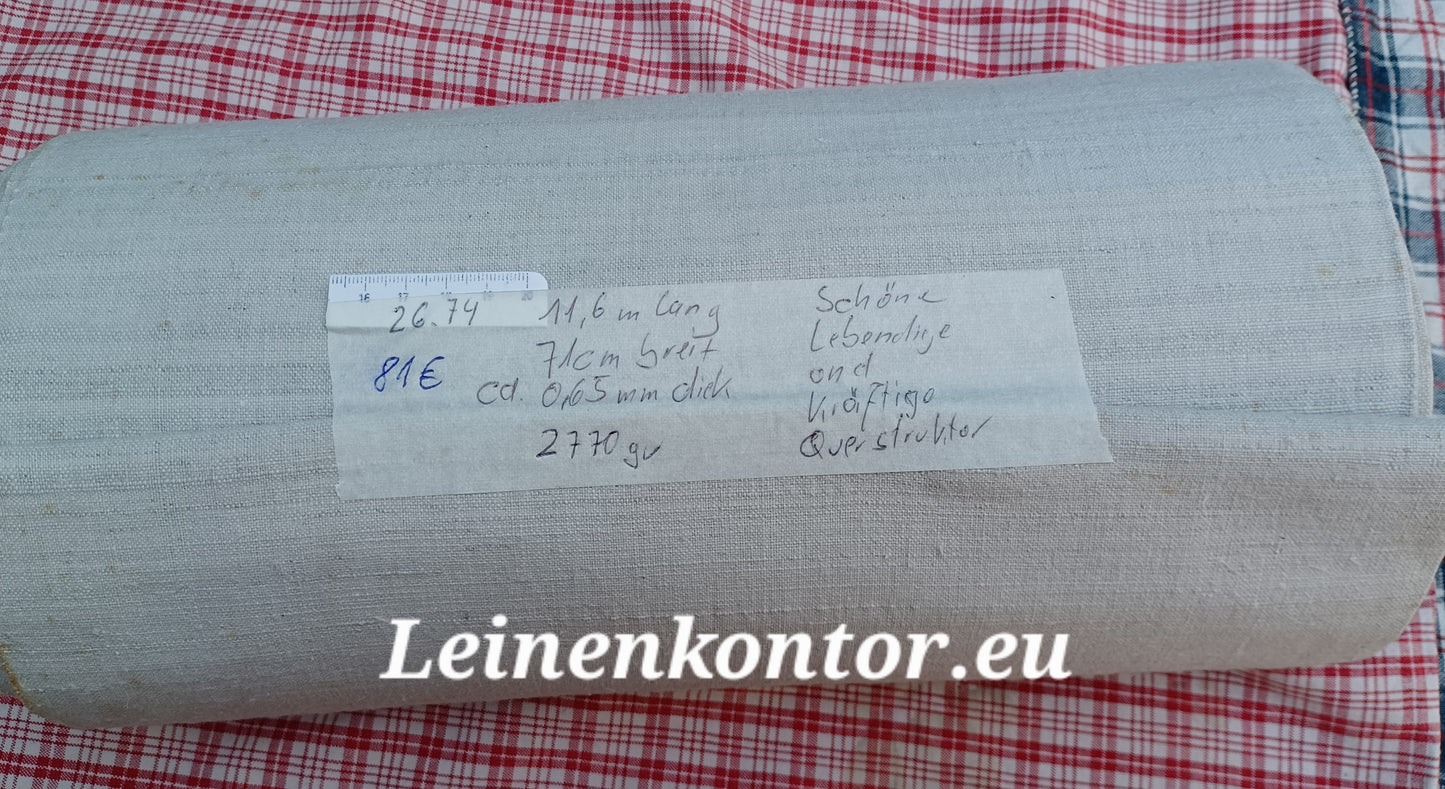 16 17 18 19 20
26.74
81€
11,6 m lang
71cm breit
ca. 0,65 mm dick
2770 gr
Schöne
Lebendige
und
kräftige
Querstruktur
Leinenkontor.eu